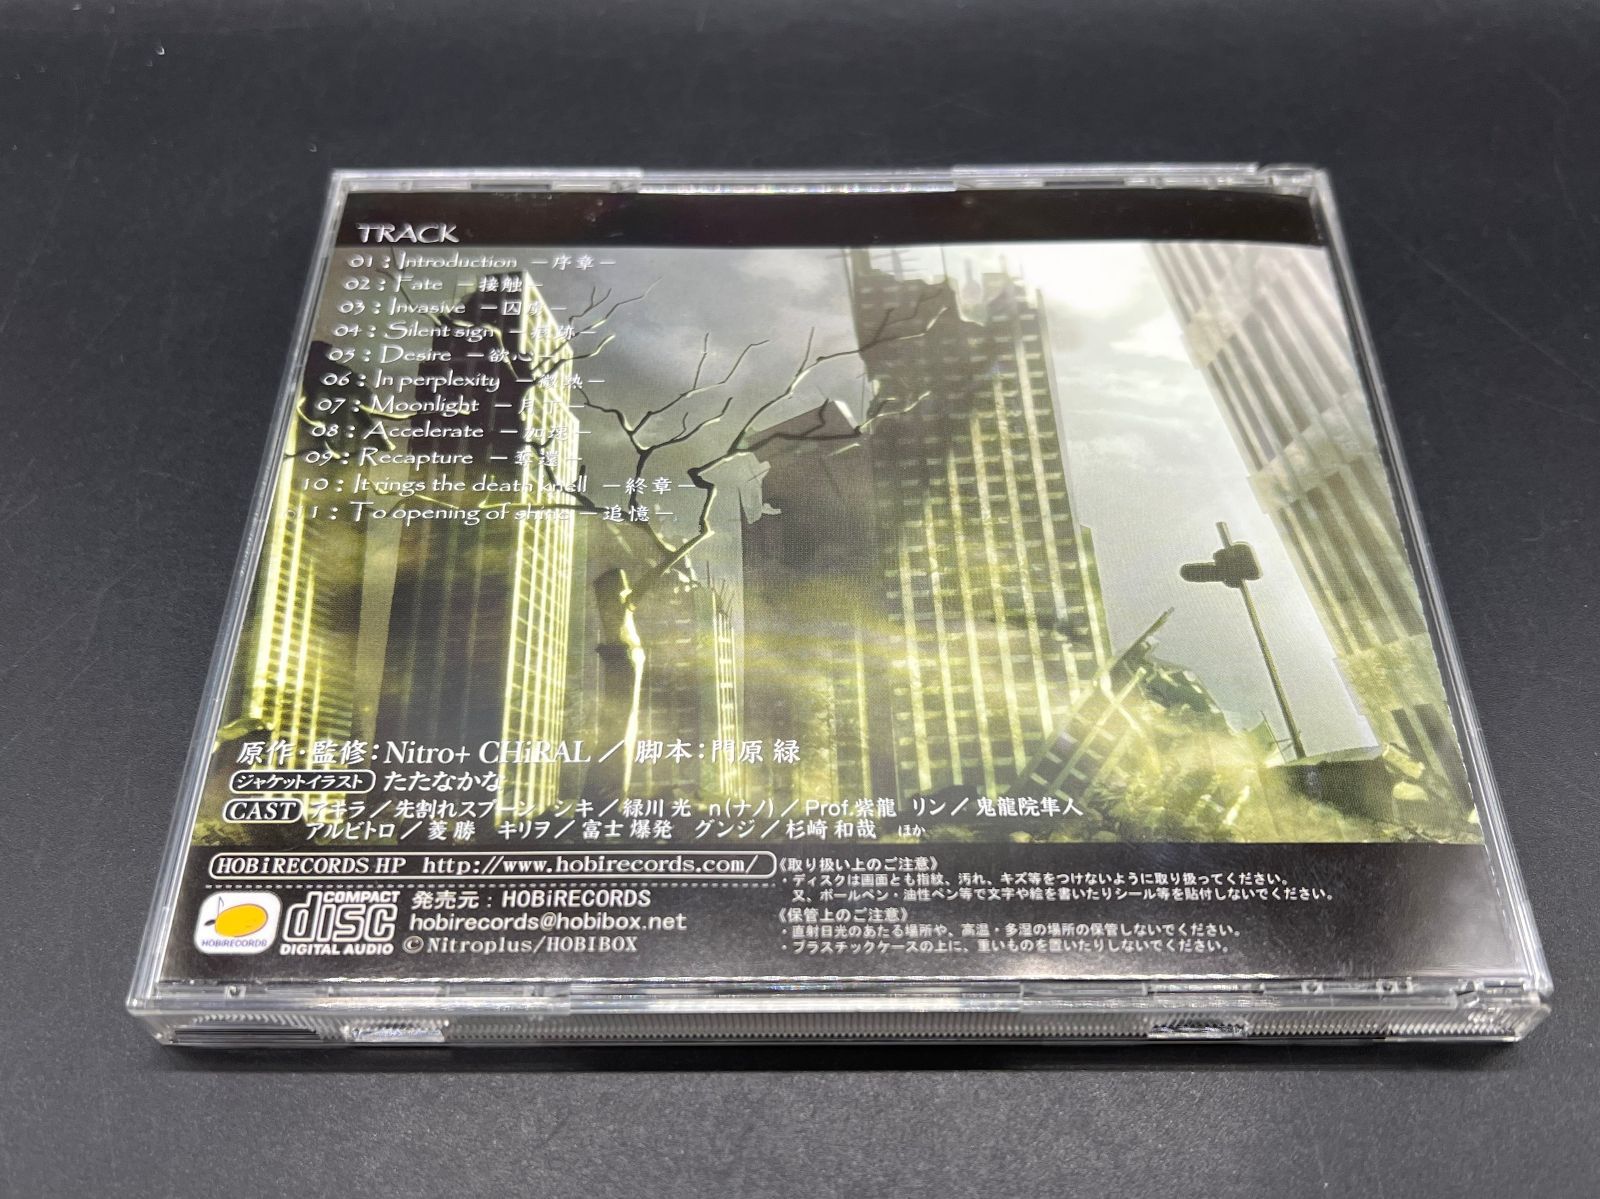 TRACK
01：Introduction －序章－
02：Fate －接触－
03：Invasive －囚虜－
04：Silent sign －痕跡－
05：Desire －欲心－
06：In perplexity －微熱－
07：Moonlight －月下－
08：Accelerate －加速－
09：Recapture －奪還－
10：It rings the death knell －終章－
11：To opening of shine －追憶－
原作・監修：Nitro+ CHiRAL／脚本：門原 緑
ジャケットイラスト たたなかな
CAST アキラ／先割れスプーン シキ／緑川 光 n(ナノ)／Prof.紫龍 リン／鬼龍院隼人
アルビトロ／菱 勝 キリヲ／富士 爆発 グンジ／杉崎 和哉 ほか
HOBiRECORDS HP http://www.hobirecords.com/
HOBiRECORDS
COMPACT disc DIGITAL AUDIO
発売元：HOBiRECORDS
hobirecords@hobibox.net
©Nitroplus/HOBIBOX
《取り扱い上のご注意》
・ディスクは両面とも指紋、汚れ、キズ等をつけないように取り扱ってください。
又、ボールペン・油性ペン等で文字や絵を書いたりシール等を貼付しないでください。
《保管上のご注意》
・直射日光のあたる場所や、高温・多湿の場所の保管しないでください。
・プラスチックケースの上に、重いものを置いたりしないでください。